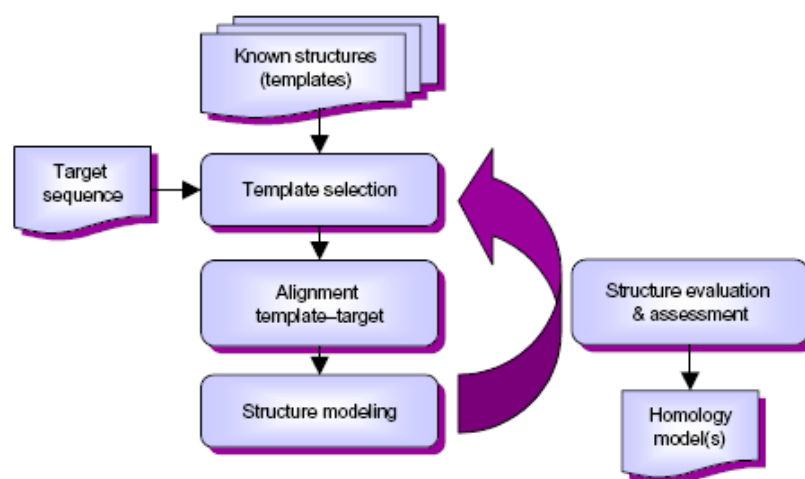 Known structures
(templates)
Target
sequence
Template selection
Alignment
template–target
Structure modeling
Structure evaluation
& assessment
Homology
model(s)